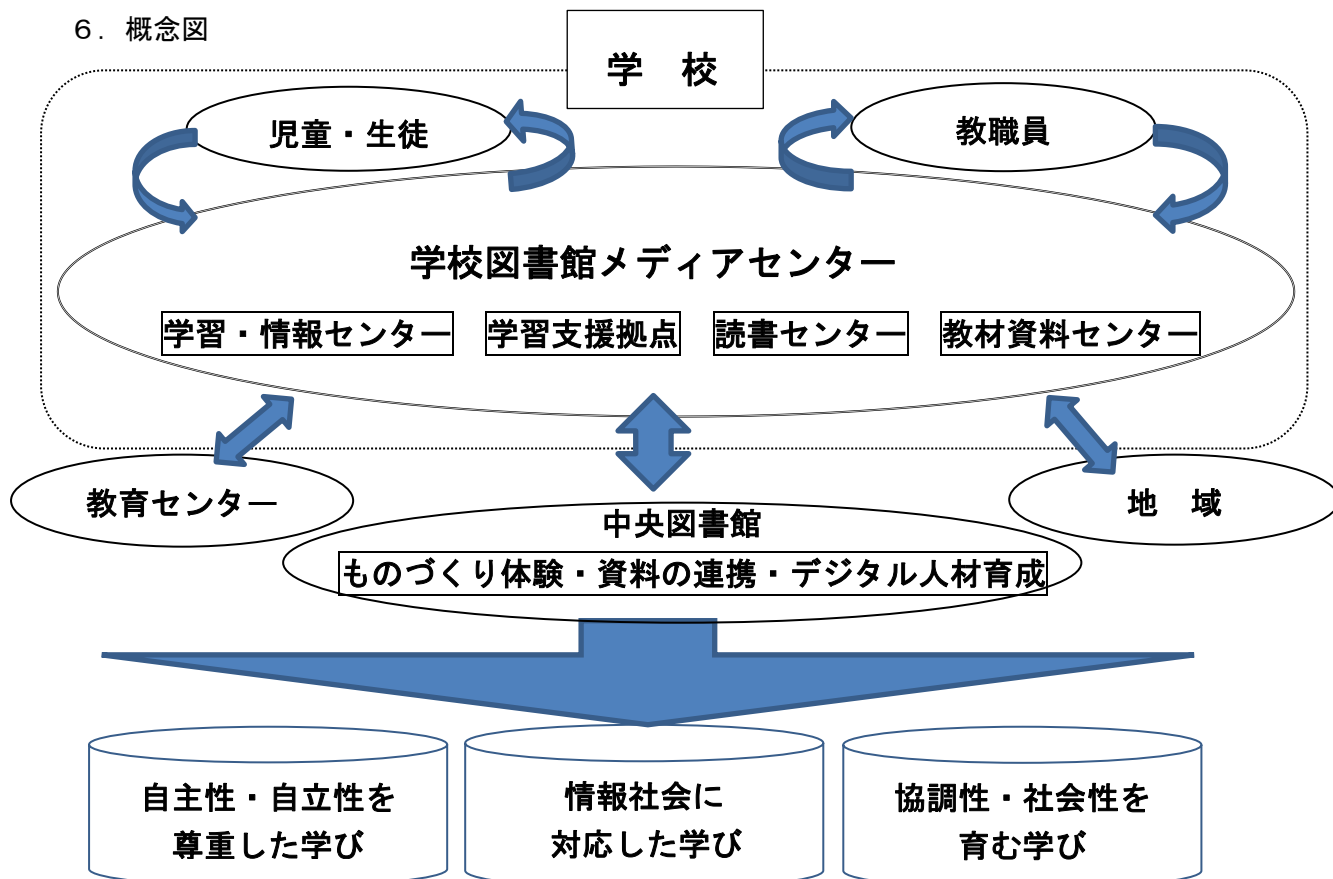 ６．概念図
学　校
児童・生徒
教職員
学校図書館メディアセンター
学習・情報センター
学習支援拠点
読書センター
教材資料センター
教育センター
地　域
中央図書館
ものづくり体験・資料の連携・デジタル人材育成
自主性・自立性を
尊重した学び
情報社会に
対応した学び
協調性・社会性を
育む学び